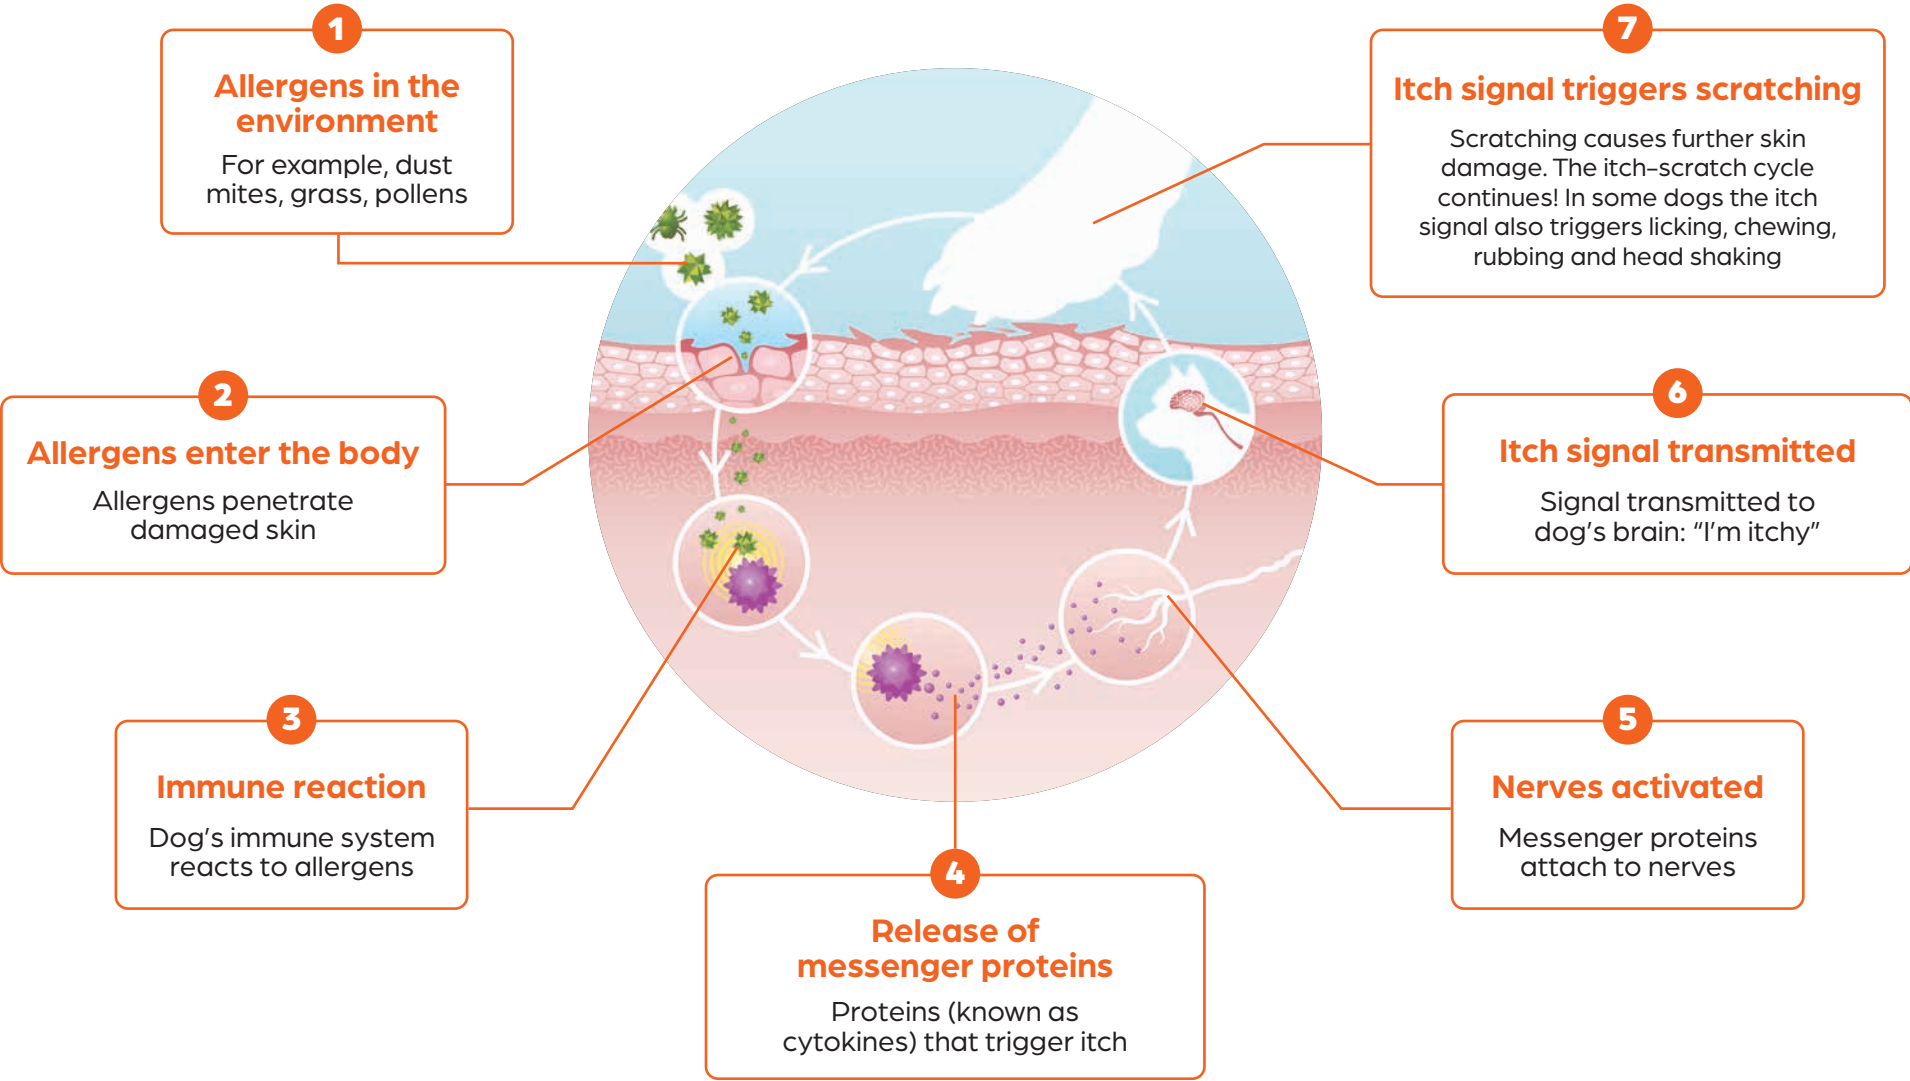 1
Allergens in the
environment
For example, dust
mites, grass, pollens
2
Allergens enter the body
Allergens penetrate
damaged skin
3
Immune reaction
Dog's immune system
reacts to allergens
4
Release of
messenger proteins
Proteins (known as
cytokines) that trigger itch
5
Nerves activated
Messenger proteins
attach to nerves
6
Itch signal transmitted
Signal transmitted to
dog's brain: “I'm itchy”
7
Itch signal triggers scratching
Scratching causes further skin
damage. The itch-scratch cycle
continues! In some dogs the itch
signal also triggers licking, chewing,
rubbing and head shaking